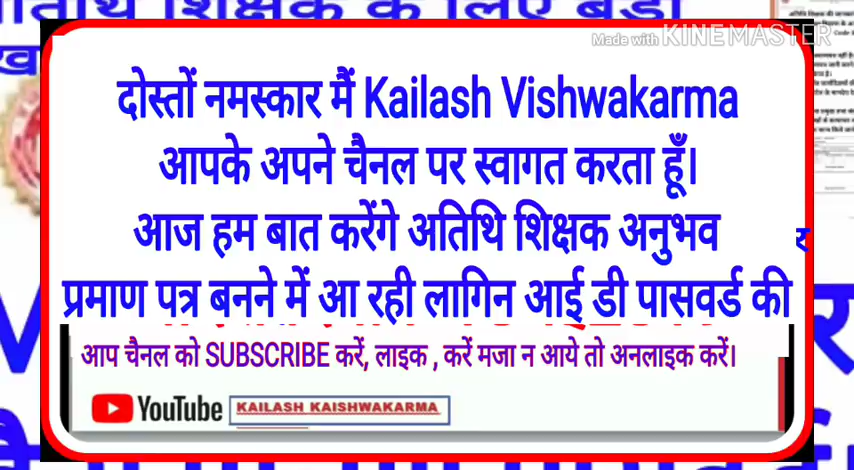 तिथि शिक्षक के लिए बड़ी
Made with KINEMASTER
दोस्तों नमस्कार मैं Kailash Vishwakarma
आपके अपने चैनल पर स्वागत करता हूँ।
आज हम बात करेंगे अतिथि शिक्षक अनुभव
प्रमाण पत्र बनने में आ रही लागिन आई डी पासवर्ड की
आप चैनल को SUBSCRIBE करें, लाइक , करें मजा न आये तो अनलाइक करें।
YouTube KAILASH KAISHWAKARMA